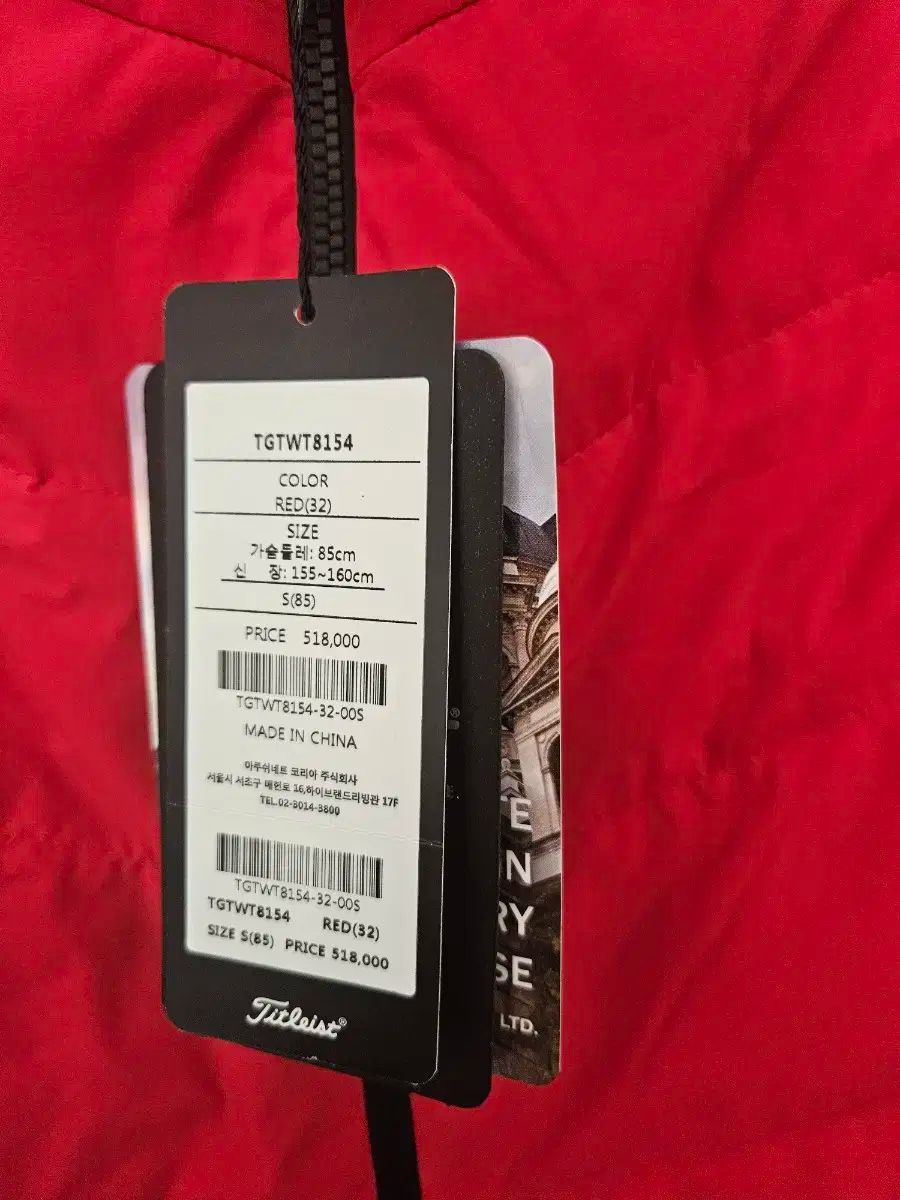 TGTWT8154
COLOR
RED(32)
SIZE
가슴둘레: 85cm
신 장: 155~160cm
S(85)
PRICE 518,000
TGTWT8154-32-00S
MADE IN CHINA
아쿠쉬네트 코리아 주식회사
서울시 서초구 매헌로 16,하이브랜드리빙관 17F
TEL.02-3014-3800
TGTWT8154-32-00S
TGTWT8154 RED(32)
SIZE S(85) PRICE 518,000
Titleist®
®
E
N
RY
SE
LTD.